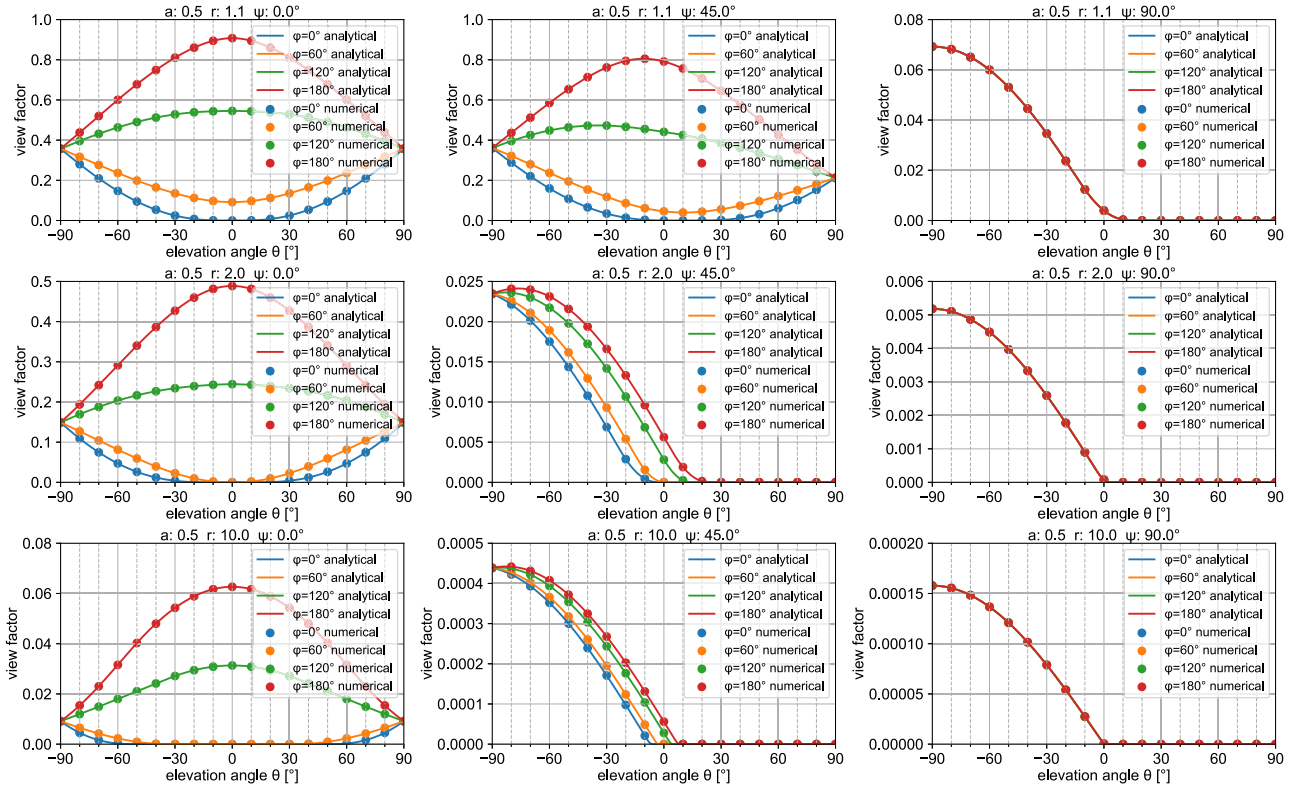 a: 0.5 r: 1.1 ψ: 0.0°
view factor
1.0
0.8
0.6
0.4
0.2
0.0
φ=0° analytical
φ=60° analytical
φ=120° analytical
φ=180° analytical
φ=0° numerical
φ=60° numerical
φ=120° numerical
φ=180° numerical
−90 −60 −30 0 30 60 90
elevation angle θ [°]
a: 0.5 r: 1.1 ψ: 45.0°
view factor
1.0
0.8
0.6
0.4
0.2
0.0
φ=0° analytical
φ=60° analytical
φ=120° analytical
φ=180° analytical
φ=0° numerical
φ=60° numerical
φ=120° numerical
φ=180° numerical
−90 −60 −30 0 30 60 90
elevation angle θ [°]
a: 0.5 r: 1.1 ψ: 90.0°
view factor
0.08
0.06
0.04
0.02
0.00
φ=0° analytical
φ=60° analytical
φ=120° analytical
φ=180° analytical
φ=0° numerical
φ=60° numerical
φ=120° numerical
φ=180° numerical
−90 −60 −30 0 30 60 90
elevation angle θ [°]
a: 0.5 r: 2.0 ψ: 0.0°
view factor
0.5
0.4
0.3
0.2
0.1
0.0
φ=0° analytical
φ=60° analytical
φ=120° analytical
φ=180° analytical
φ=0° numerical
φ=60° numerical
φ=120° numerical
φ=180° numerical
−90 −60 −30 0 30 60 90
elevation angle θ [°]
a: 0.5 r: 2.0 ψ: 45.0°
view factor
0.025
0.020
0.015
0.010
0.005
0.000
φ=0° analytical
φ=60° analytical
φ=120° analytical
φ=180° analytical
φ=0° numerical
φ=60° numerical
φ=120° numerical
φ=180° numerical
−90 −60 −30 0 30 60 90
elevation angle θ [°]
a: 0.5 r: 2.0 ψ: 90.0°
view factor
0.006
0.005
0.004
0.003
0.002
0.001
0.000
φ=0° analytical
φ=60° analytical
φ=120° analytical
φ=180° analytical
φ=0° numerical
φ=60° numerical
φ=120° numerical
φ=180° numerical
−90 −60 −30 0 30 60 90
elevation angle θ [°]
a: 0.5 r: 10.0 ψ: 0.0°
view factor
0.08
0.06
0.04
0.02
0.00
φ=0° analytical
φ=60° analytical
φ=120° analytical
φ=180° analytical
φ=0° numerical
φ=60° numerical
φ=120° numerical
φ=180° numerical
−90 −60 −30 0 30 60 90
elevation angle θ [°]
a: 0.5 r: 10.0 ψ: 45.0°
view factor
0.0005
0.0004
0.0003
0.0002
0.0001
0.0000
φ=0° analytical
φ=60° analytical
φ=120° analytical
φ=180° analytical
φ=0° numerical
φ=60° numerical
φ=120° numerical
φ=180° numerical
−90 −60 −30 0 30 60 90
elevation angle θ [°]
a: 0.5 r: 10.0 ψ: 90.0°
view factor
0.00020
0.00015
0.00010
0.00005
0.00000
φ=0° analytical
φ=60° analytical
φ=120° analytical
φ=180° analytical
φ=0° numerical
φ=60° numerical
φ=120° numerical
φ=180° numerical
−90 −60 −30 0 30 60 90
elevation angle θ [°]